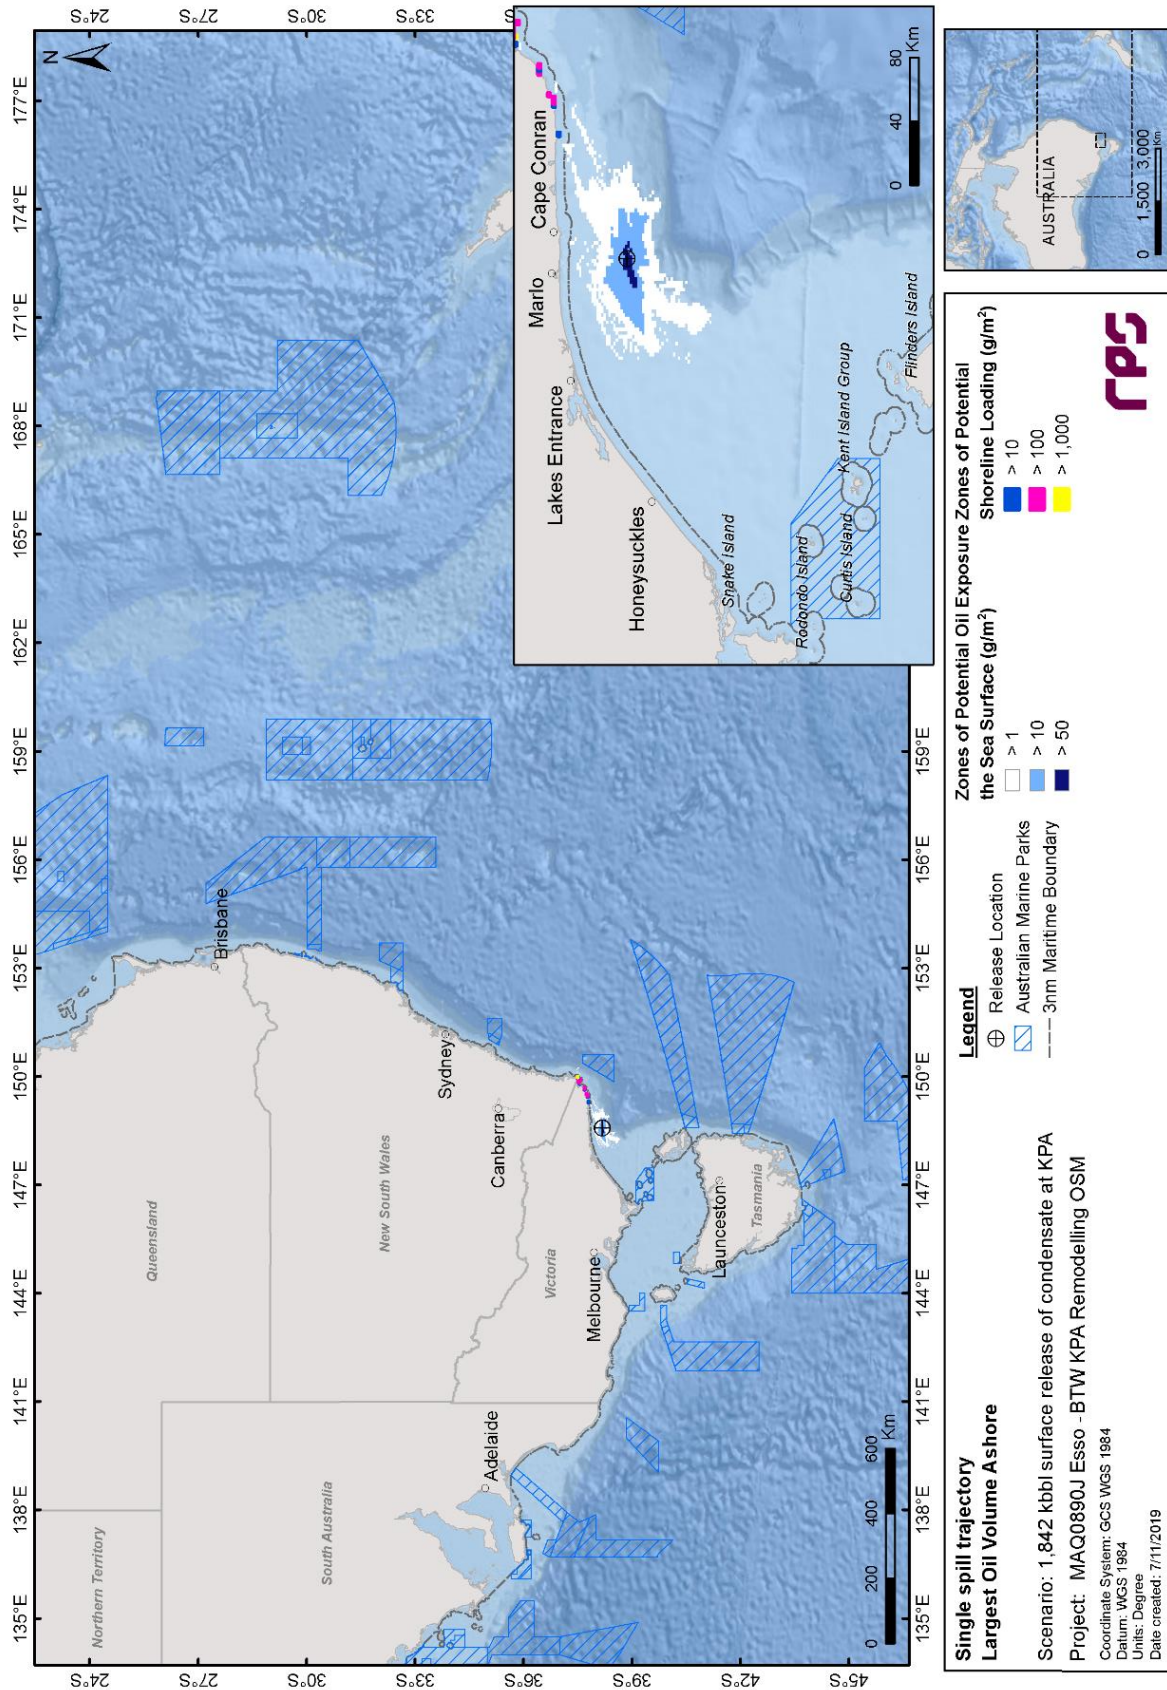 135°E 138°E 141°E 144°E 147°E 150°E 153°E 156°E 159°E 162°E 165°E 168°E 171°E 174°E 177°E
24°S
27°S
30°S
33°S
36°S
39°S
42°S
45°S
24°S
27°S
30°S
33°S
N
Northern Territory
Queensland
South Australia
New South Wales
Victoria
Tasmania
Brisbane
Sydney
Canberra
Adelaide
Melbourne
Launceston
0 200 400 600
Km
Lakes Entrance
Marlo
Cape Conran
Honeysuckles
Snake Island
Rodondo Island
Curtis Island
Kent Island Group
Flinders Island
0 40 80
Km
Single spill trajectory
Largest Oil Volume Ashore
Scenario: 1,842 kbbl surface release of condensate at KPA
Project: MAQ0890J Esso - BTW KPA Remodelling OSM
Coordinate System: GCS WGS 1984
Datum: WGS 1984
Units: Degree
Date created: 7/11/2019
Legend
Release Location
Australian Marine Parks
3nm Maritime Boundary
Zones of Potential Oil Exposure
the Sea Surface (g/m²)
> 1
> 10
> 50
Zones of Potential
Shoreline Loading (g/m²)
> 10
> 100
> 1,000
rps
AUSTRALIA
0 1,500 3,000
Km